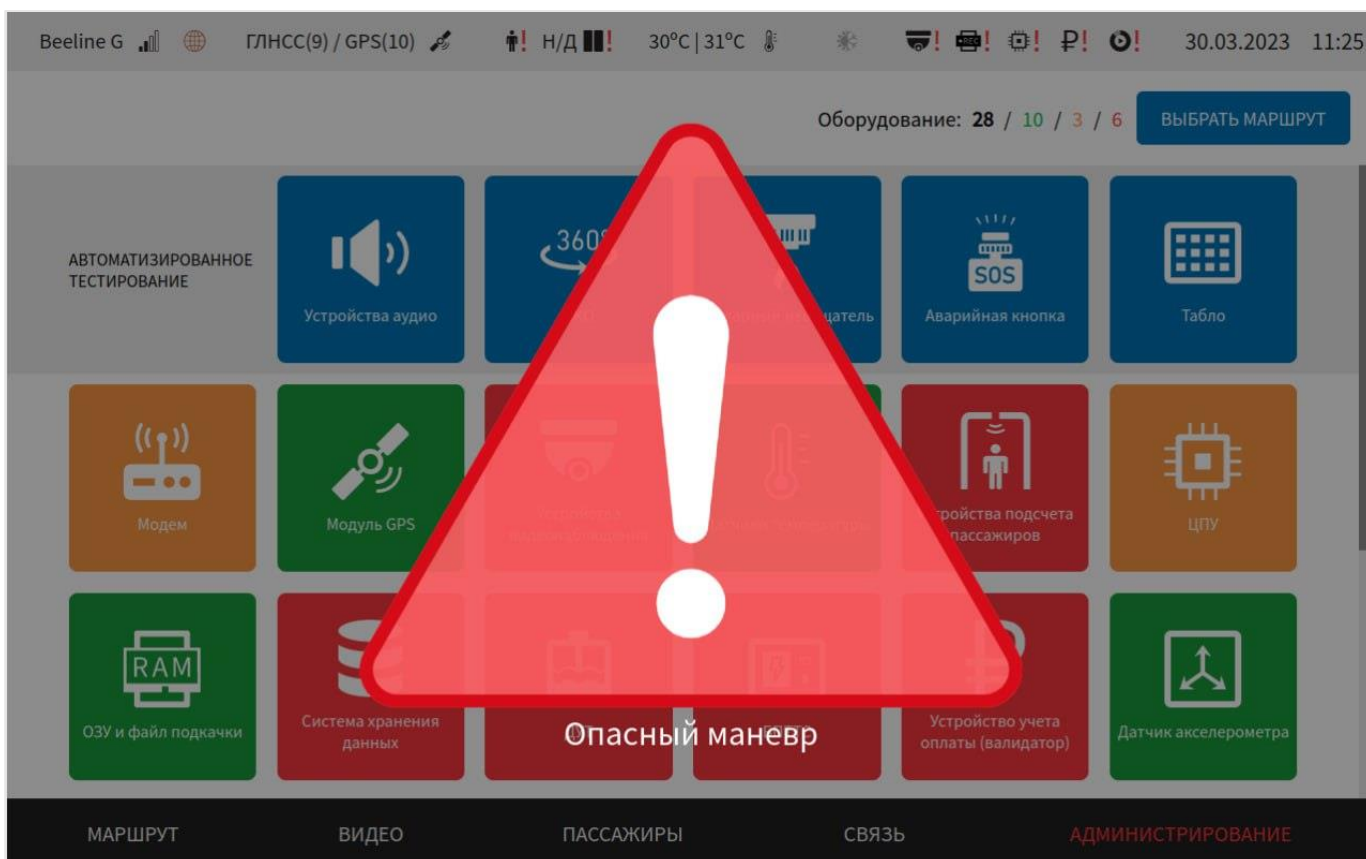 Beeline G ГЛНСС(9) / GPS(10) ! Н/Д ! 30°C | 31°C ! REC ! ! ₽! ! 30.03.2023 11:25
Оборудование: 28 / 10 / 3 / 6 ВЫБРАТЬ МАРШРУТ
АВТОМАТИЗИРОВАННОЕ
ТЕСТИРОВАНИЕ
Устройства аудио
360°
SOS
Аварийная кнопка
Табло
Модем
Модуль GPS
подсчета
пассажиров
ЦПУ
RAM
ОЗУ и файл подкачки
Система хранения
данных
Устройство учета
оплаты (валидатор)
Датчик акселерометра
Опасный маневр
МАРШРУТ ВИДЕО ПАССАЖИРЫ СВЯЗЬ АДМИНИСТРИРОВАНИЕ